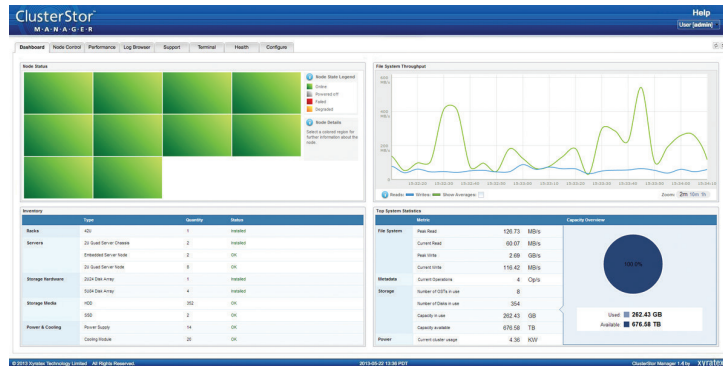 ClusterStor™
M·A·N·A·G·E·R
Help
User [admin]
Dashboard Node Control Performance Log Browser Support Terminal Health Configure
Node Status
Node State Legend
Online
Powered off
Failed
Degraded
Node Details
Select a colored region for
further information about the
node.
File System Throughput
Reads: Writes: Show Averages:
Zoom: 2m 10m 1h
Inventory
Type Quantity Status
Racks 42U 1 Installed
Servers 2U Quad Server Chassis 2 Installed
Embedded Server Node 2 OK
2U Quad Server Node 8 OK
Storage Hardware SU24 Disk Array 1 Installed
SU84 Disk Array 4 Installed
Storage Media HDD 352 OK
SSD 2 OK
Power & Cooling Power Supply 14 OK
Cooling Module 25 OK
Top System Statistics
Metric
File System Peak Read 126.73 MB/s
Current Read 60.07 MB/s
Peak Write 2.69 GB/s
Current Write 116.42 MB/s
Metadata Current Operations 4 Op/s
Storage Number of OSTs in use 8
Number of Disks in use 354
Capacity in use 262.43 GB
Capacity available 676.58 TB
Power Current cluster usage 4.36 KW
Capacity Overview
100.0%
Used 262.43 GB
Available 676.58 TB
© 2013 Xyratex Technology Limited All Rights Reserved.
2013-05-22 13:36 PDT
ClusterStor Manager 1.4 by xyratex